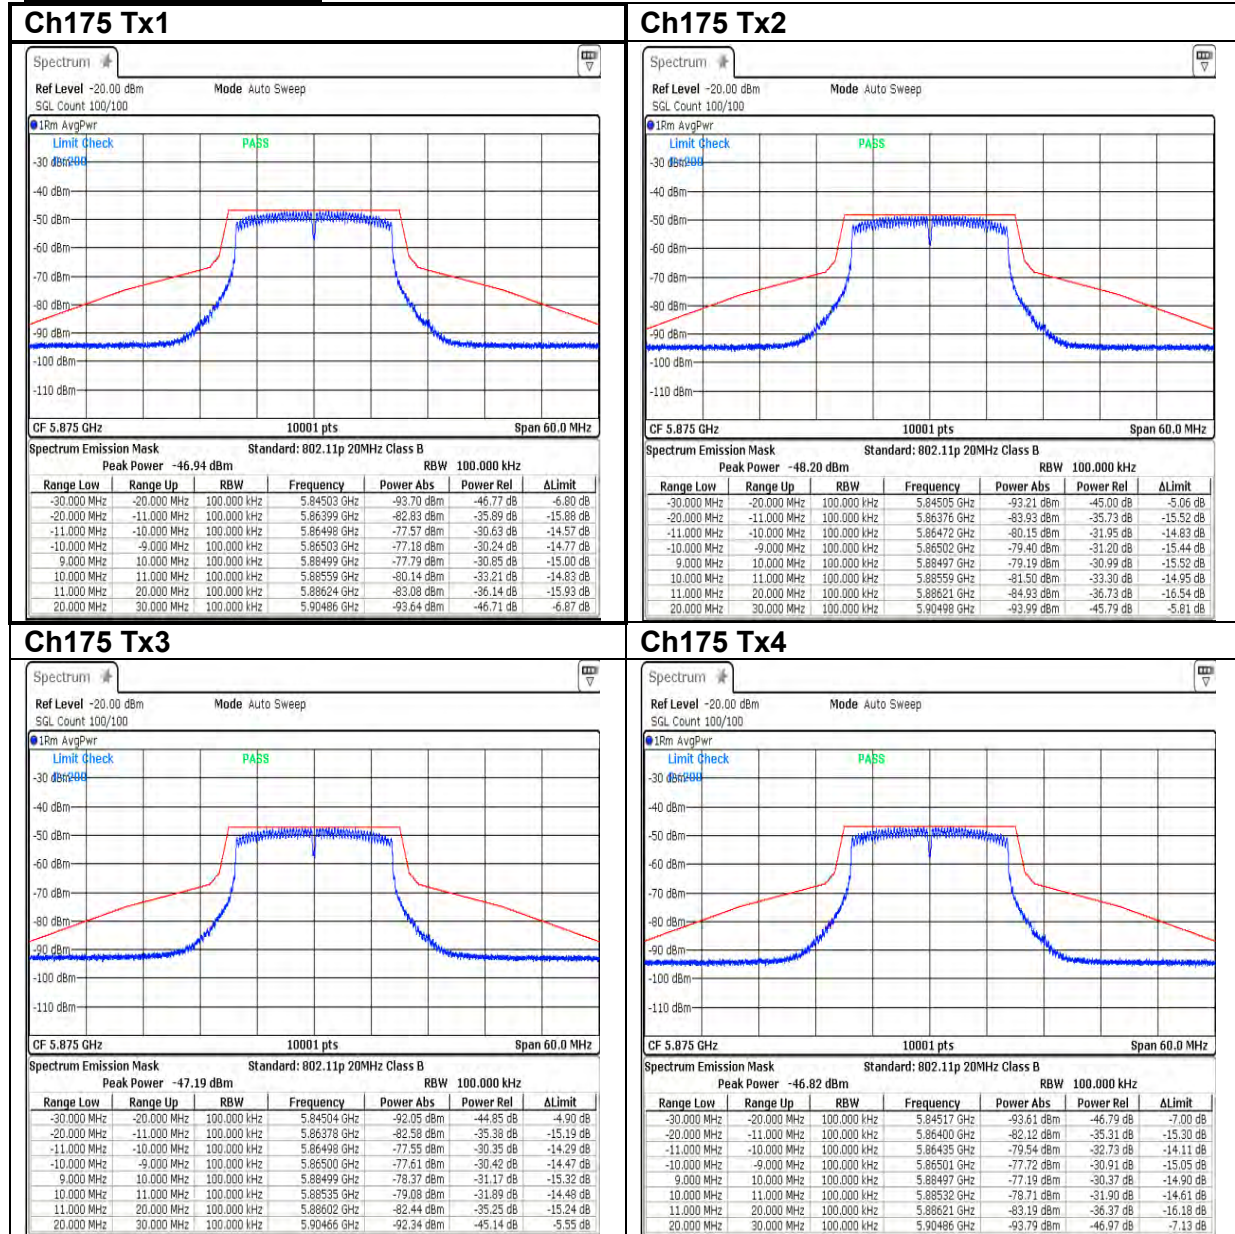 Ch175 Tx1
Spectrum
Ref Level -20.00 dBm Mode Auto Sweep
SGL Count 100/100
1Rm AvgPwr
Limit Check PASS
-30 dBm
-40 dBm
-50 dBm
-60 dBm
-70 dBm
-80 dBm
-90 dBm
-100 dBm
-110 dBm
CF 5.875 GHz 10001 pts Span 60.0 MHz
Spectrum Emission Mask Standard: 802.11p 20MHz Class B
Peak Power -46.94 dBm RBW 100.000 kHz
Range Low Range Up RBW Frequency Power Abs Power Rel ΔLimit
-30.000 MHz -20.000 MHz 100.000 kHz 5.84503 GHz -93.70 dBm -46.77 dB -6.80 dB
-20.000 MHz -11.000 MHz 100.000 kHz 5.86399 GHz -82.83 dBm -35.89 dB -15.88 dB
-11.000 MHz -10.000 MHz 100.000 kHz 5.86498 GHz -77.57 dBm -30.63 dB -14.57 dB
-10.000 MHz -9.000 MHz 100.000 kHz 5.86503 GHz -77.18 dBm -30.24 dB -14.77 dB
9.000 MHz 10.000 MHz 100.000 kHz 5.88499 GHz -77.79 dBm -30.85 dB -15.00 dB
10.000 MHz 11.000 MHz 100.000 kHz 5.88559 GHz -80.14 dBm -33.21 dB -14.83 dB
11.000 MHz 20.000 MHz 100.000 kHz 5.88624 GHz -83.08 dBm -36.14 dB -15.93 dB
20.000 MHz 30.000 MHz 100.000 kHz 5.90486 GHz -93.64 dBm -46.71 dB -6.87 dB
Ch175 Tx2
Spectrum
Ref Level -20.00 dBm Mode Auto Sweep
SGL Count 100/100
1Rm AvgPwr
Limit Check PASS
-30 dBm
-40 dBm
-50 dBm
-60 dBm
-70 dBm
-80 dBm
-90 dBm
-100 dBm
-110 dBm
CF 5.875 GHz 10001 pts Span 60.0 MHz
Spectrum Emission Mask Standard: 802.11p 20MHz Class B
Peak Power -48.20 dBm RBW 100.000 kHz
Range Low Range Up RBW Frequency Power Abs Power Rel ΔLimit
-30.000 MHz -20.000 MHz 100.000 kHz 5.84505 GHz -93.21 dBm -45.00 dB -5.06 dB
-20.000 MHz -11.000 MHz 100.000 kHz 5.86376 GHz -83.93 dBm -35.73 dB -15.52 dB
-11.000 MHz -10.000 MHz 100.000 kHz 5.86472 GHz -80.15 dBm -31.95 dB -14.83 dB
-10.000 MHz -9.000 MHz 100.000 kHz 5.86502 GHz -79.40 dBm -31.20 dB -15.44 dB
9.000 MHz 10.000 MHz 100.000 kHz 5.88497 GHz -79.19 dBm -30.99 dB -15.52 dB
10.000 MHz 11.000 MHz 100.000 kHz 5.88559 GHz -81.50 dBm -33.30 dB -14.95 dB
11.000 MHz 20.000 MHz 100.000 kHz 5.88621 GHz -84.93 dBm -36.73 dB -16.54 dB
20.000 MHz 30.000 MHz 100.000 kHz 5.90498 GHz -93.99 dBm -45.79 dB -5.81 dB
Ch175 Tx3
Spectrum
Ref Level -20.00 dBm Mode Auto Sweep
SGL Count 100/100
1Rm AvgPwr
Limit Check PASS
-30 dBm
-40 dBm
-50 dBm
-60 dBm
-70 dBm
-80 dBm
-90 dBm
-100 dBm
-110 dBm
CF 5.875 GHz 10001 pts Span 60.0 MHz
Spectrum Emission Mask Standard: 802.11p 20MHz Class B
Peak Power -47.19 dBm RBW 100.000 kHz
Range Low Range Up RBW Frequency Power Abs Power Rel ΔLimit
-30.000 MHz -20.000 MHz 100.000 kHz 5.84504 GHz -92.05 dBm -44.85 dB -4.90 dB
-20.000 MHz -11.000 MHz 100.000 kHz 5.86378 GHz -82.58 dBm -35.38 dB -15.19 dB
-11.000 MHz -10.000 MHz 100.000 kHz 5.86498 GHz -77.55 dBm -30.35 dB -14.29 dB
-10.000 MHz -9.000 MHz 100.000 kHz 5.86500 GHz -77.61 dBm -30.42 dB -14.47 dB
9.000 MHz 10.000 MHz 100.000 kHz 5.88499 GHz -78.37 dBm -31.17 dB -15.32 dB
10.000 MHz 11.000 MHz 100.000 kHz 5.88535 GHz -79.08 dBm -31.89 dB -14.48 dB
11.000 MHz 20.000 MHz 100.000 kHz 5.88602 GHz -82.44 dBm -35.25 dB -15.24 dB
20.000 MHz 30.000 MHz 100.000 kHz 5.90466 GHz -92.34 dBm -45.14 dB -5.55 dB
Ch175 Tx4
Spectrum
Ref Level -20.00 dBm Mode Auto Sweep
SGL Count 100/100
1Rm AvgPwr
Limit Check PASS
-30 dBm
-40 dBm
-50 dBm
-60 dBm
-70 dBm
-80 dBm
-90 dBm
-100 dBm
-110 dBm
CF 5.875 GHz 10001 pts Span 60.0 MHz
Spectrum Emission Mask Standard: 802.11p 20MHz Class B
Peak Power -46.82 dBm RBW 100.000 kHz
Range Low Range Up RBW Frequency Power Abs Power Rel ΔLimit
-30.000 MHz -20.000 MHz 100.000 kHz 5.84517 GHz -93.61 dBm -46.79 dB -7.00 dB
-20.000 MHz -11.000 MHz 100.000 kHz 5.86400 GHz -82.12 dBm -35.31 dB -15.30 dB
-11.000 MHz -10.000 MHz 100.000 kHz 5.86435 GHz -79.54 dBm -32.73 dB -14.11 dB
-10.000 MHz -9.000 MHz 100.000 kHz 5.86501 GHz -77.72 dBm -30.91 dB -15.05 dB
9.000 MHz 10.000 MHz 100.000 kHz 5.88497 GHz -77.19 dBm -30.37 dB -14.90 dB
10.000 MHz 11.000 MHz 100.000 kHz 5.88532 GHz -78.71 dBm -31.90 dB -14.61 dB
11.000 MHz 20.000 MHz 100.000 kHz 5.88621 GHz -83.19 dBm -36.37 dB -16.18 dB
20.000 MHz 30.000 MHz 100.000 kHz 5.90486 GHz -93.79 dBm -46.97 dB -7.13 dB